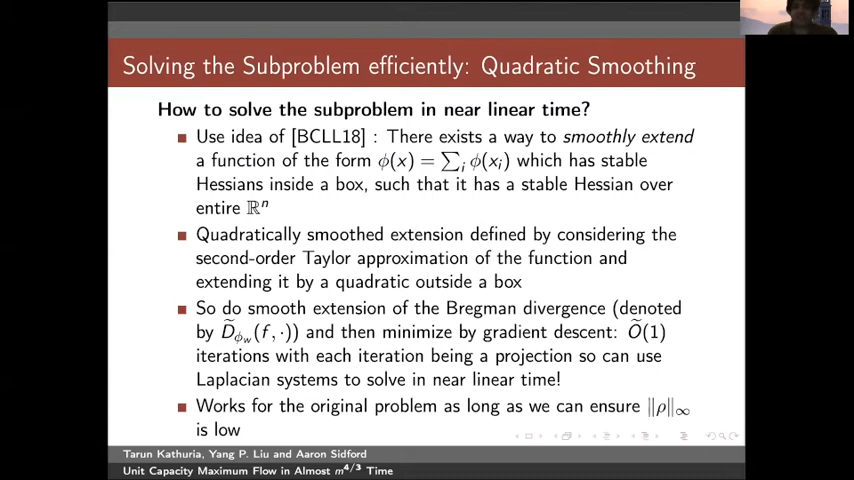 Solving the Subproblem efficiently: Quadratic Smoothing
How to solve the subproblem in near linear time?
Use idea of [BCLL18] : There exists a way to smoothly extend
a function of the form ϕ(x) = ∑ᵢ ϕ(xᵢ) which has stable
Hessians inside a box, such that it has a stable Hessian over
entire ℝⁿ
Quadratically smoothed extension defined by considering the
second-order Taylor approximation of the function and
extending it by a quadratic outside a box
So do smooth extension of the Bregman divergence (denoted
by D̃_{ϕ_w}(f, ·)) and then minimize by gradient descent: Õ(1)
iterations with each iteration being a projection so can use
Laplacian systems to solve in near linear time!
Works for the original problem as long as we can ensure ‖ρ‖_∞
is low
Tarun Kathuria, Yang P. Liu and Aaron Sidford
Unit Capacity Maximum Flow in Almost m^{4/3} Time